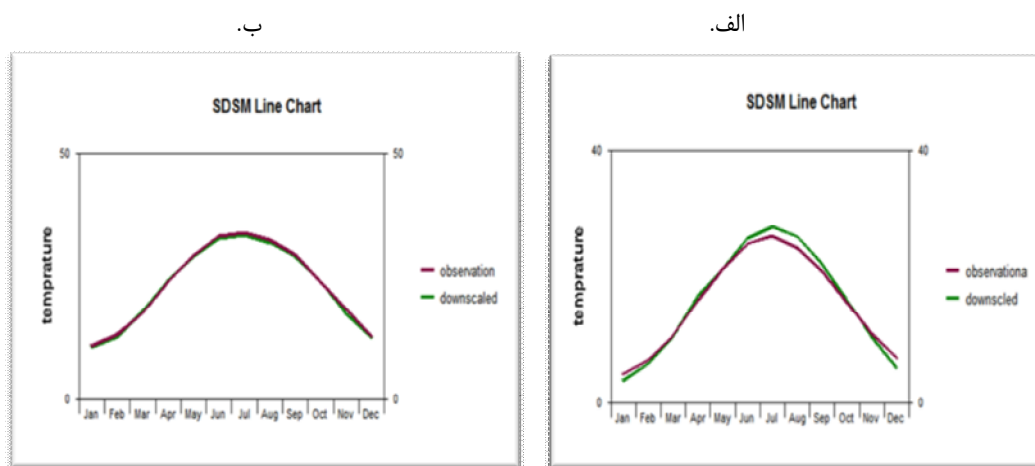 الف.
ب.
SDSM Line Chart
50
50
temprature
observation
downscaled
0
0
Jan Feb Mar Apr May Jun Jul Aug Sep Oct Nov Dec
SDSM Line Chart
40
40
temprature
observationa
downscled
0
0
Jan Feb Mar Apr May Jun Jul Aug Sep Oct Nov Dec